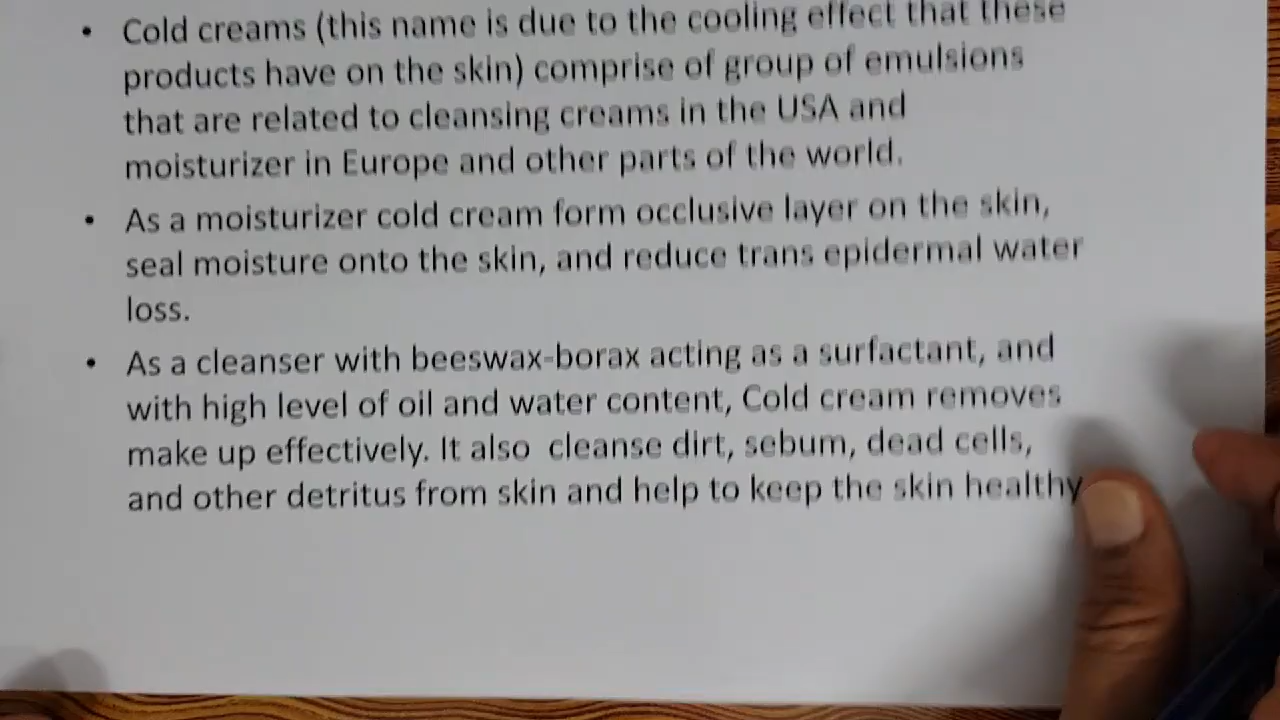 • Cold creams (this name is due to the cooling effect that these
products have on the skin) comprise of group of emulsions
that are related to cleansing creams in the USA and
moisturizer in Europe and other parts of the world.
• As a moisturizer cold cream form occlusive layer on the skin,
seal moisture onto the skin, and reduce trans epidermal water
loss.
• As a cleanser with beeswax-borax acting as a surfactant, and
with high level of oil and water content, Cold cream removes
make up effectively. It also cleanse dirt, sebum, dead cells,
and other detritus from skin and help to keep the skin healthy